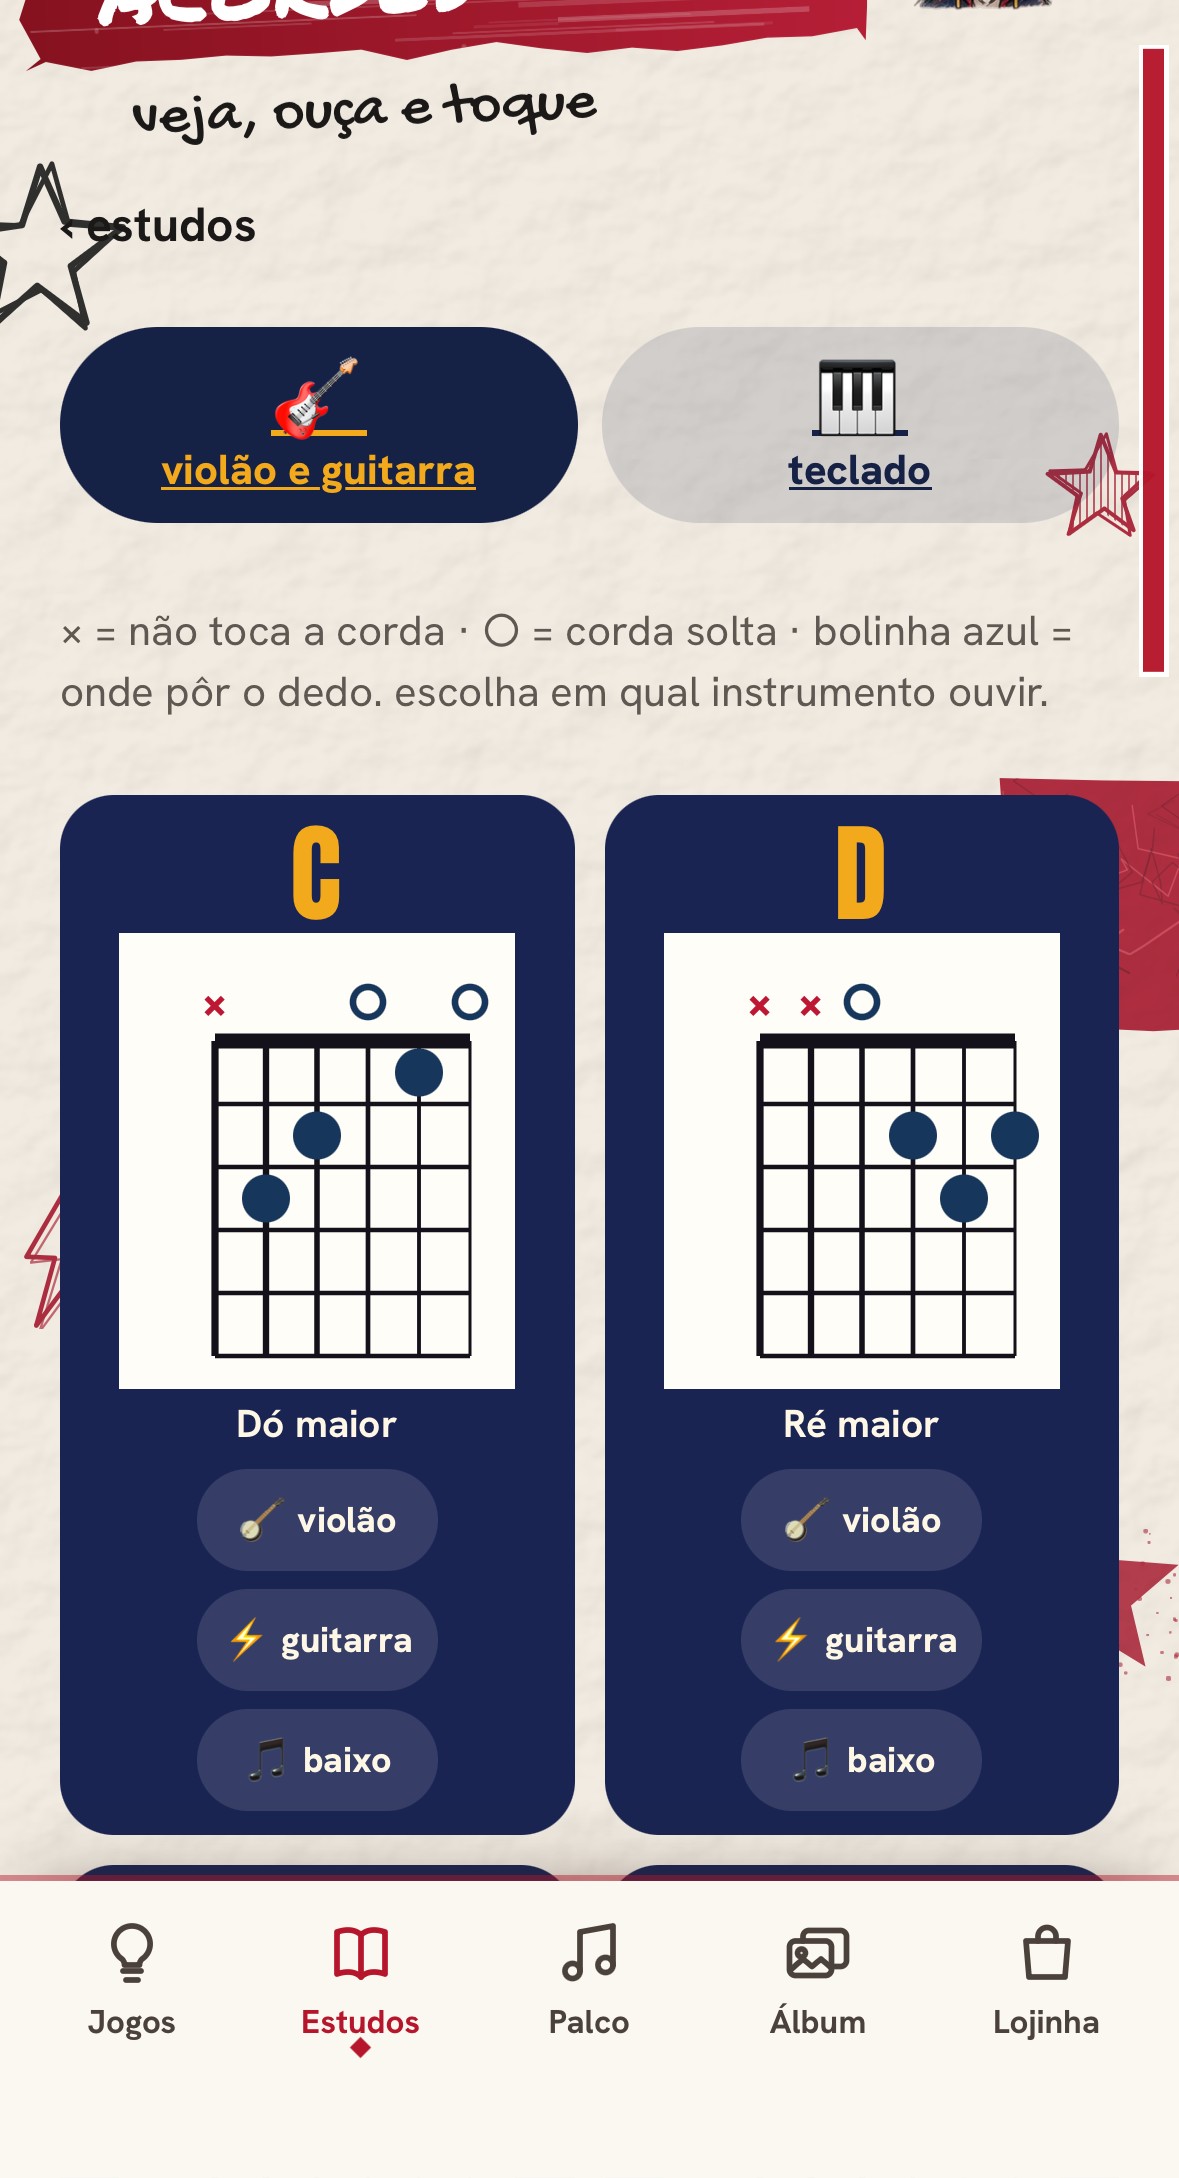 veja, ouça e toque
‹ estudos
violão e guitarra
teclado
× = não toca a corda · ○ = corda solta · bolinha azul =
onde pôr o dedo. escolha em qual instrumento ouvir.
C
D
×
× ×
Dó maior
Ré maior
violão
violão
guitarra
guitarra
baixo
baixo
Jogos
Estudos
Palco
Álbum
Lojinha